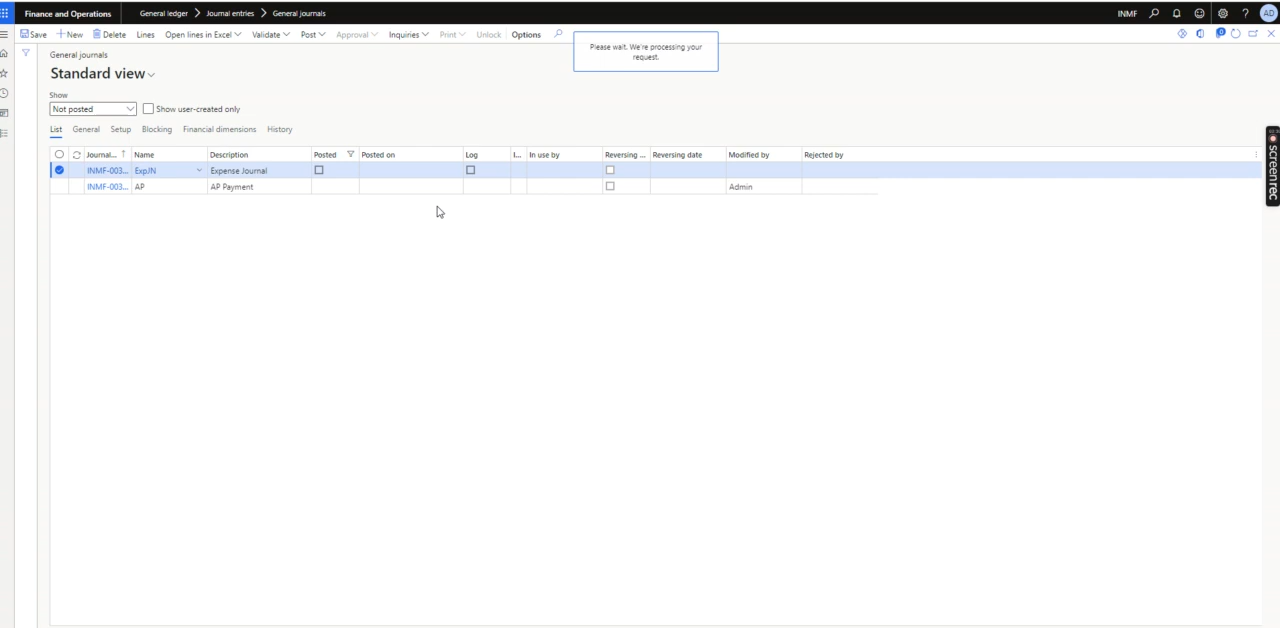 Finance and Operations General ledger Journal entries General journals INMF AD
Save New Delete Lines Open lines in Excel Validate Post Approval Inquiries Print Unlock Options
Please wait. We're processing your
request.
General journals
Standard view
Show
Not posted Show user-created only
List General Setup Blocking Financial dimensions History
Journal... Name Description Posted Posted on Log I... In use by Reversing ... Reversing date Modified by Rejected by
INMF-003... ExpJN Expense Journal
INMF-003... AP AP Payment Admin
screenrec